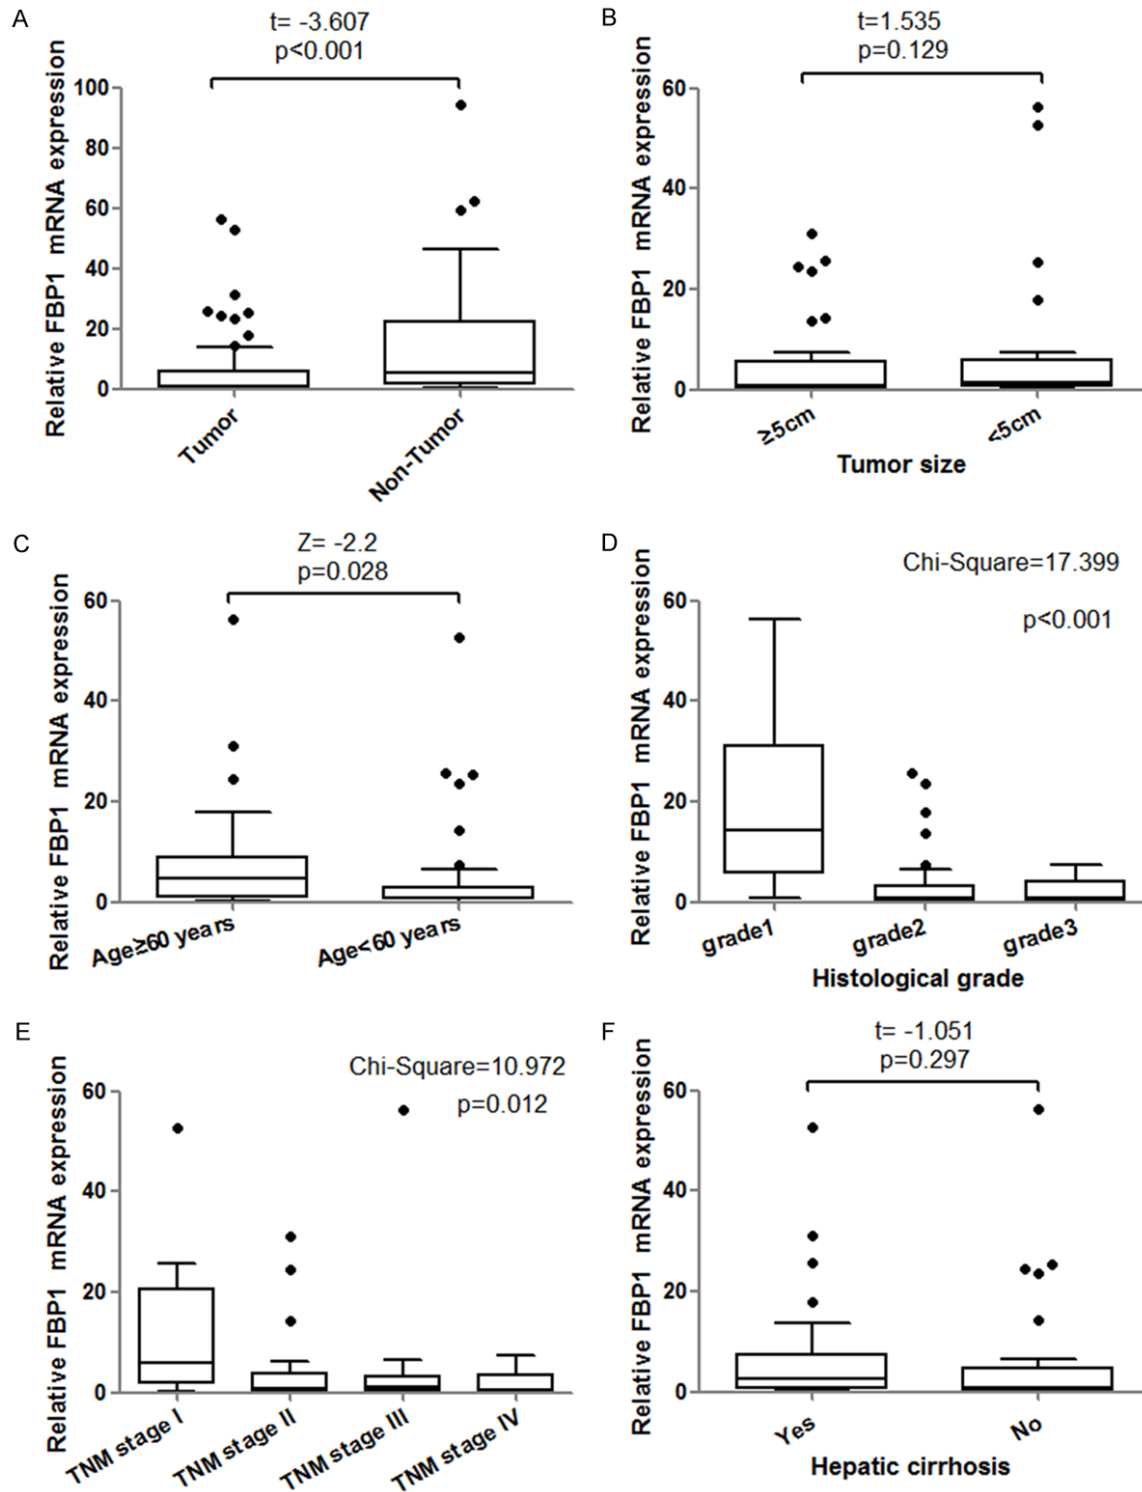 A
t= -3.607
p<0.001
Relative FBP1 mRNA expression
100
80
60
40
20
0
Tumor
Non-Tumor
B
t=1.535
p=0.129
Relative FBP1 mRNA expression
60
40
20
0
≥5cm
<5cm
Tumor size
C
Z= -2.2
p=0.028
Relative FBP1 mRNA expression
60
40
20
0
Age≥60 years
Age<60 years
D
Chi-Square=17.399
p<0.001
Relative FBP1 mRNA expression
60
40
20
0
grade1
grade2
grade3
Histological grade
E
Chi-Square=10.972
p=0.012
Relative FBP1 mRNA expression
60
40
20
0
TNM stage I
TNM stage II
TNM stage III
TNM stage IV
F
t= -1.051
p=0.297
Relative FBP1 mRNA expression
60
40
20
0
Yes
No
Hepatic cirrhosis